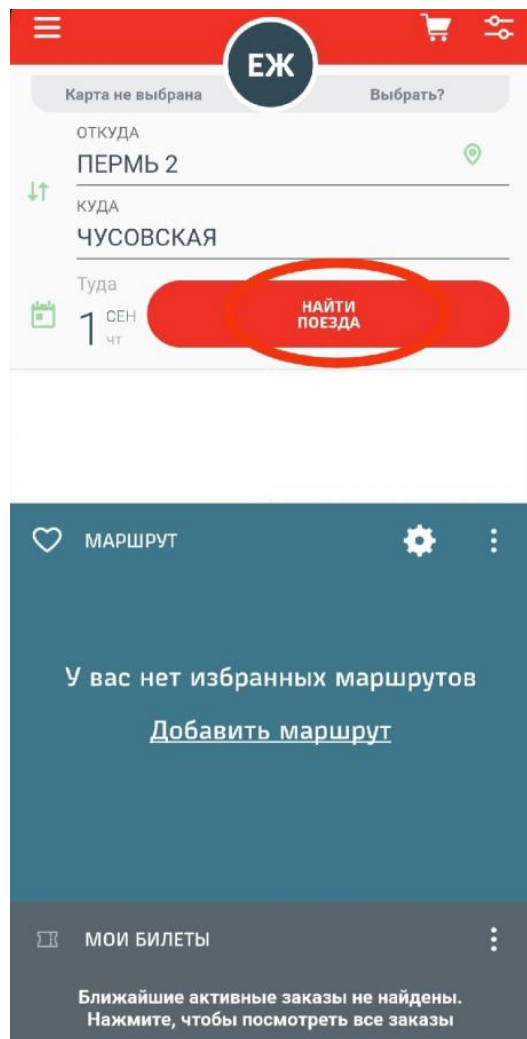 ЕЖ
Карта не выбрана
Выбрать?
ОТКУДА
ПЕРМЬ 2
КУДА
ЧУСОВСКАЯ
Туда
1 СЕН
чт
НАЙТИ
ПОЕЗДА
МАРШРУТ
У вас нет избранных маршрутов
Добавить маршрут
МОИ БИЛЕТЫ
Ближайшие активные заказы не найдены.
Нажмите, чтобы посмотреть все заказы